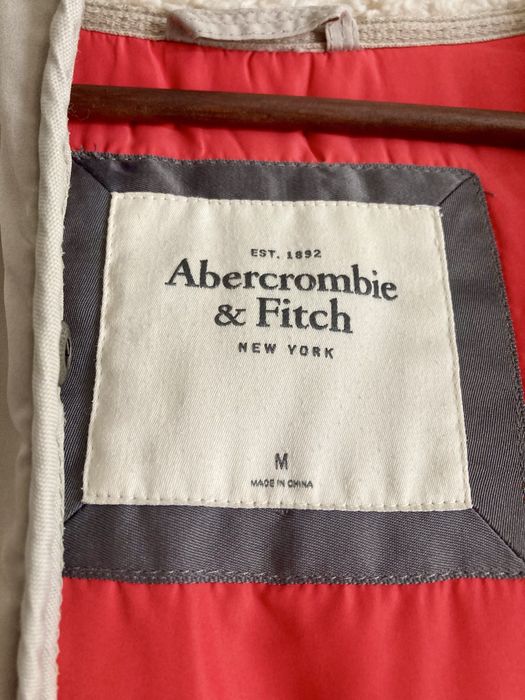 EST. 1892
Abercrombie
& Fitch
NEW YORK
M
MADE IN CHINA